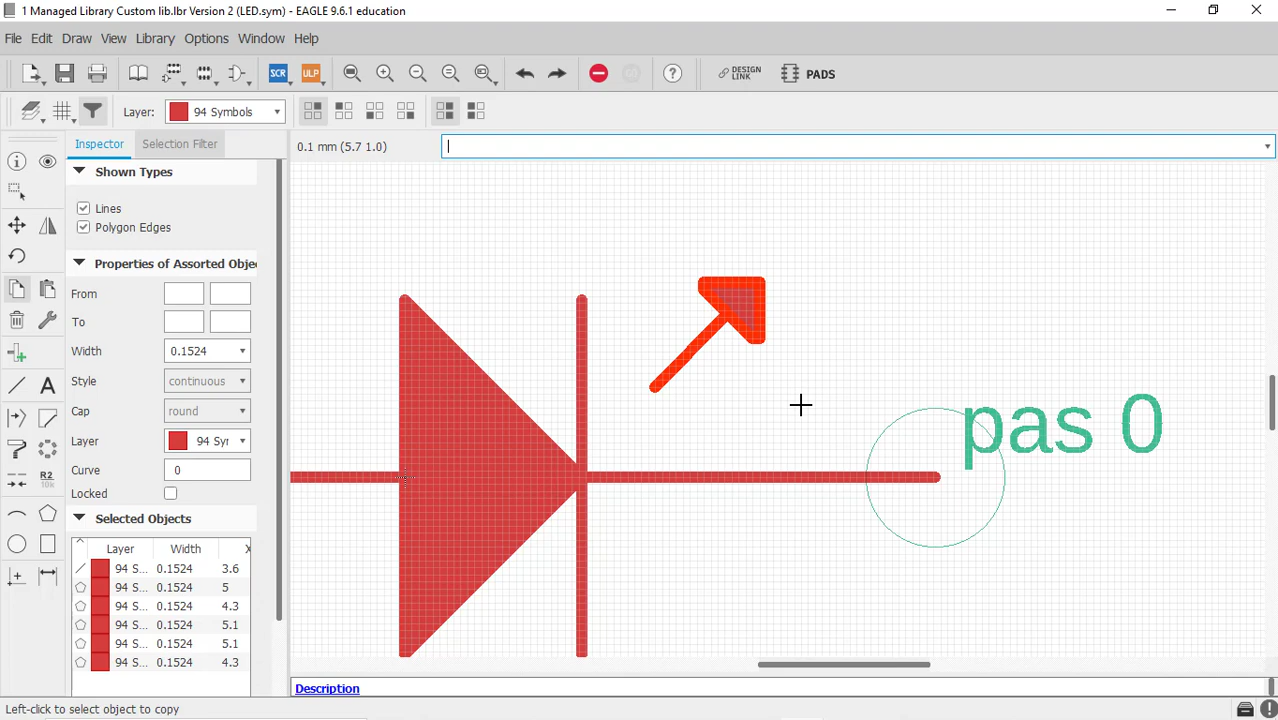 1 Managed Library Custom lib.lbr Version 2 (LED.sym) - EAGLE 9.6.1 education
File Edit Draw View Library Options Window Help
SCR ULP DESIGN LINK PADS
Layer: 94 Symbols
Inspector Selection Filter
0.1 mm (5.7 1.0)
Shown Types
Lines
Polygon Edges
Properties of Assorted Obje
From
To
Width 0.1524
Style continuous
Cap round
Layer 94 Syr
Curve 0
Locked
Selected Objects
Layer Width X
94 S... 0.1524 3.6
94 S... 0.1524 5
94 S... 0.1524 4.3
94 S... 0.1524 5.1
94 S... 0.1524 5.1
94 S... 0.1524 4.3
R2
10k
pas 0
Description
Left-click to select object to copy